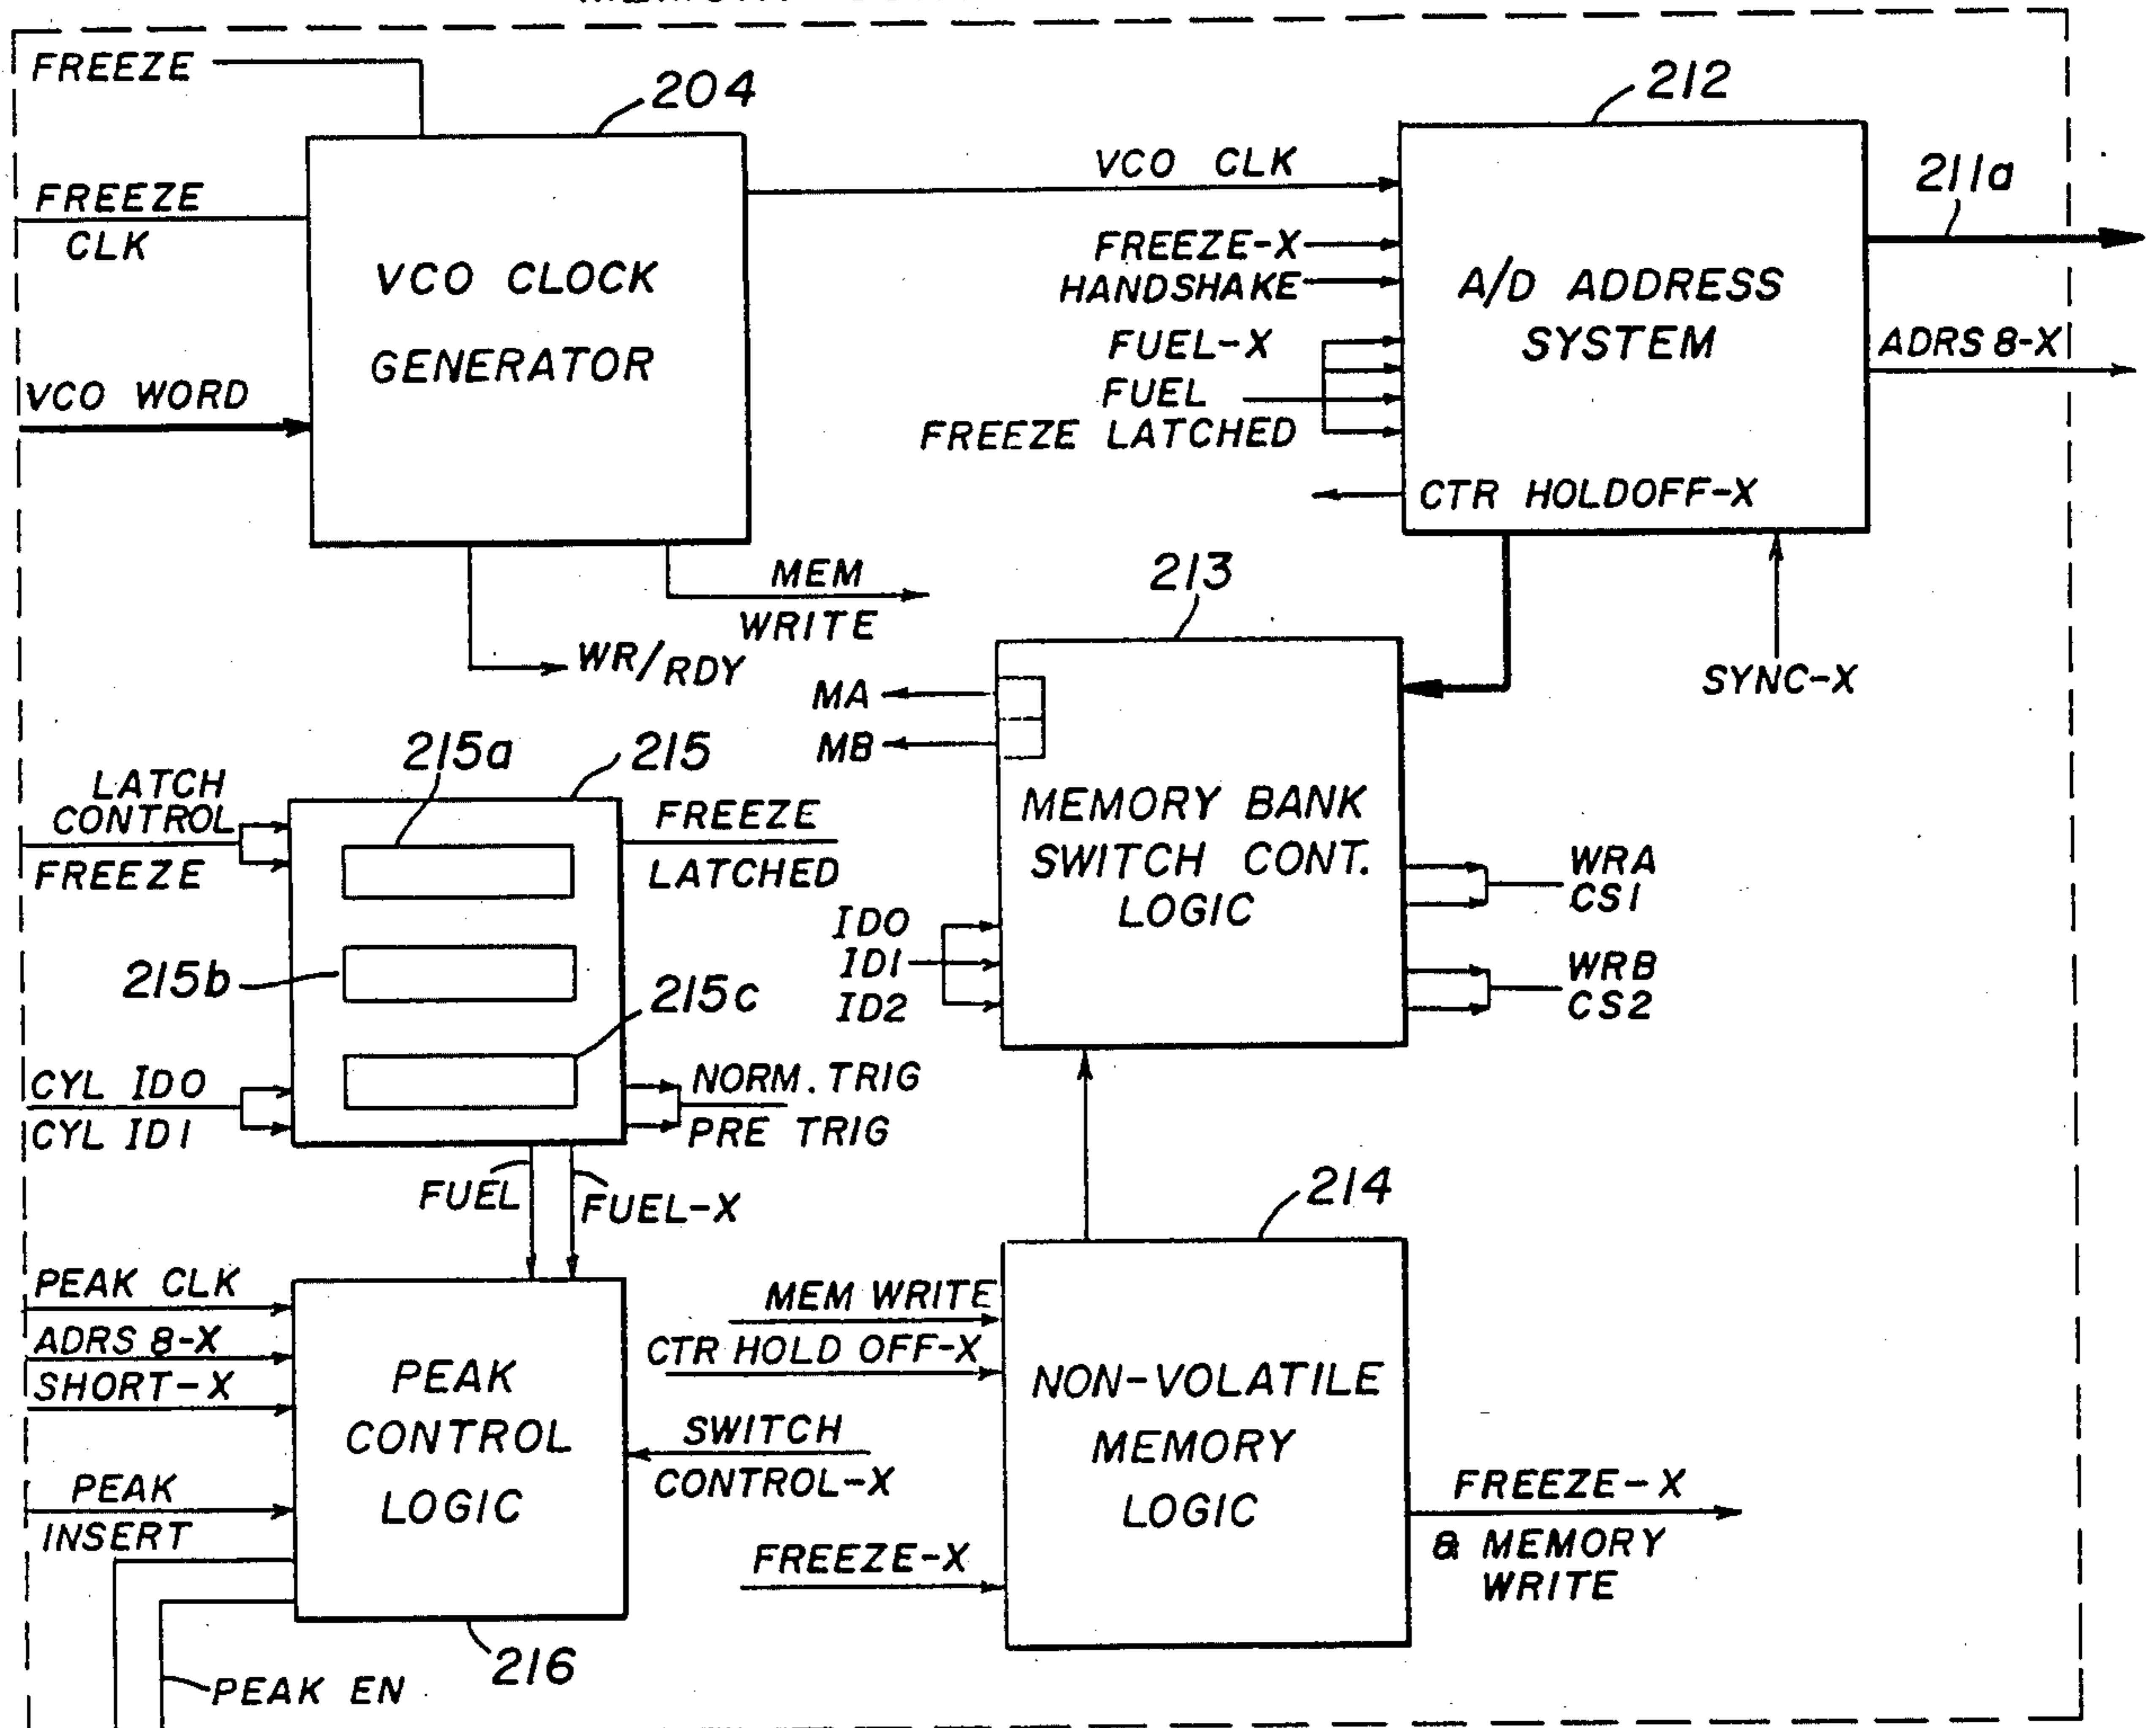 FREEZE
204
212
VCO CLK
211a
FREEZE
CLK
FREEZE-X
HANDSHAKE
VCO CLOCK
GENERATOR
A/D ADDRESS
SYSTEM
FUEL-X
FUEL
FREEZE LATCHED
ADRS 8-X
VCO WORD
CTR HOLDOFF-X
MEM
WRITE
WR/RDY
213
SYNC-X
MA
MB
215a
215
LATCH
CONTROL
FREEZE
FREEZE
LATCHED
MEMORY BANK
SWITCH CONT.
LOGIC
WRA
CS1
ID0
ID1
ID2
WRB
CS2
215b
215c
CYL ID0
CYL ID1
NORM. TRIG
PRE TRIG
FUEL
FUEL-X
214
PEAK CLK
ADRS 8-X
SHORT-X
PEAK
INSERT
PEAK
CONTROL
LOGIC
MEM WRITE
CTR HOLD OFF-X
SWITCH
CONTROL-X
FREEZE-X
NON-VOLATILE
MEMORY
LOGIC
FREEZE-X
& MEMORY
WRITE
216
PEAK EN